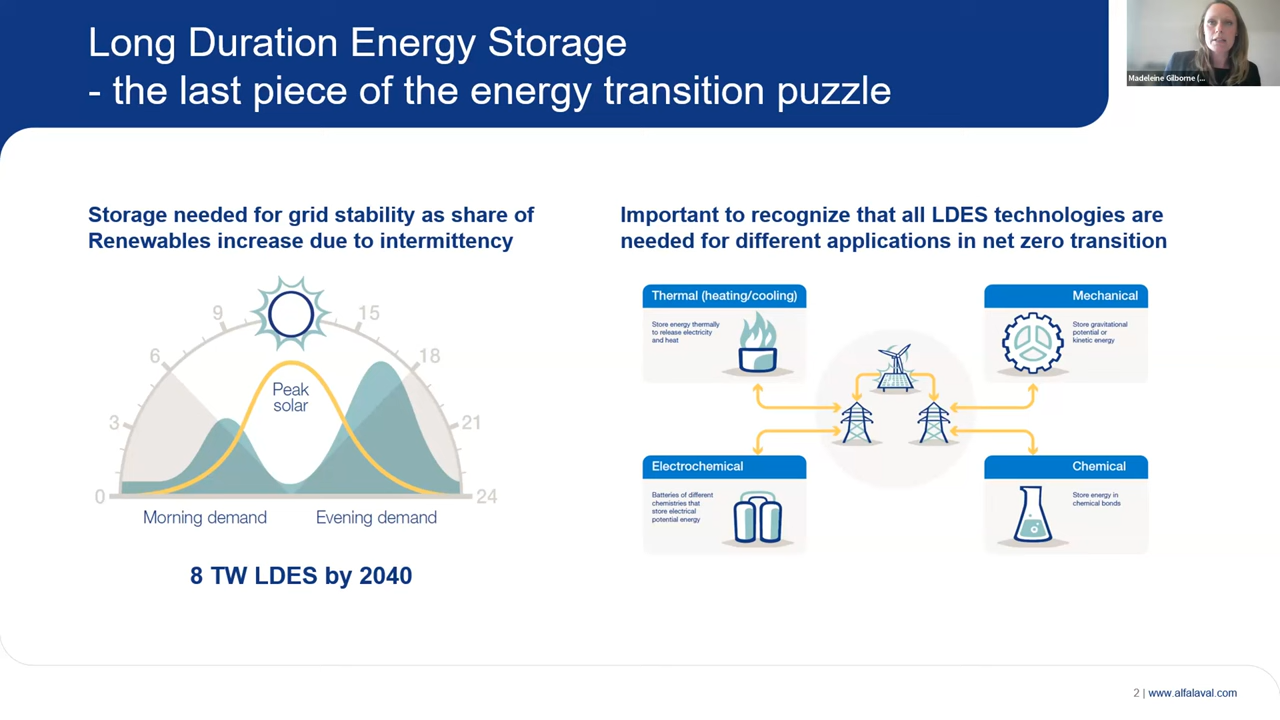 Long Duration Energy Storage
- the last piece of the energy transition puzzle
Madeleine Gilborne (...
Storage needed for grid stability as share of
Renewables increase due to intermittency
Important to recognize that all LDES technologies are
needed for different applications in net zero transition
0
3
6
9
15
18
21
24
Peak
solar
Morning demand
Evening demand
8 TW LDES by 2040
Thermal (heating/cooling)
Store energy thermally
to release electricity
and heat
Mechanical
Store gravitational
potential or
kinetic energy
Electrochemical
Batteries of different
chemistries that
store electrical
potential energy
Chemical
Store energy in
chemical bonds
2 | www.alfalaval.com